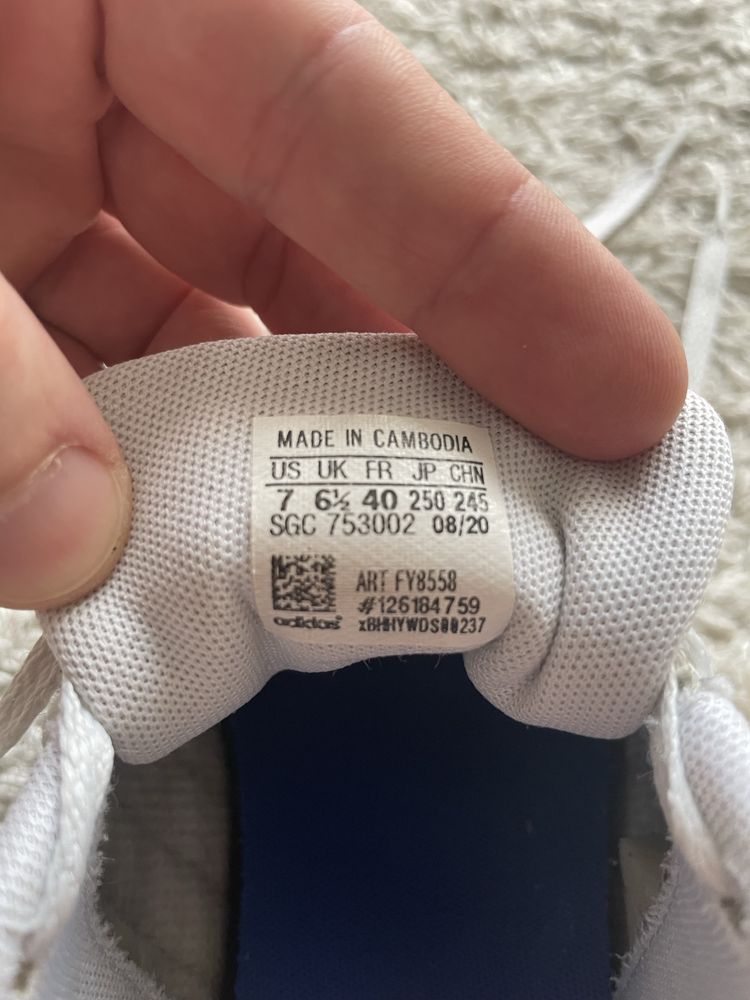 MADE IN CAMBODIA
US UK FR JP CHN
7 6½ 40 250 245
SGC 753002 08/20
ART FY8558
#126184759
adidas xBHHYWDS00237